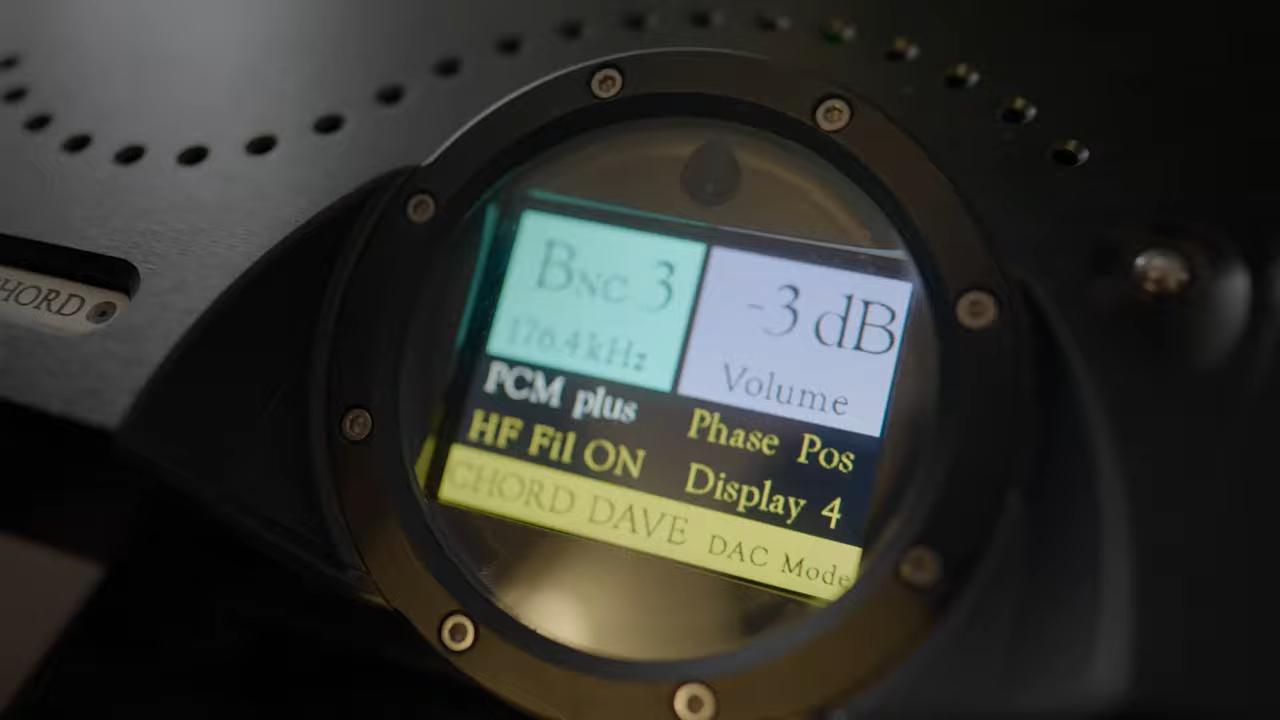 CHORD
BNC 3
176.4kHz
-3 dB
Volume
PCM plus
Phase Pos
HF Fil ON
Display 4
CHORD DAVE DAC Mode